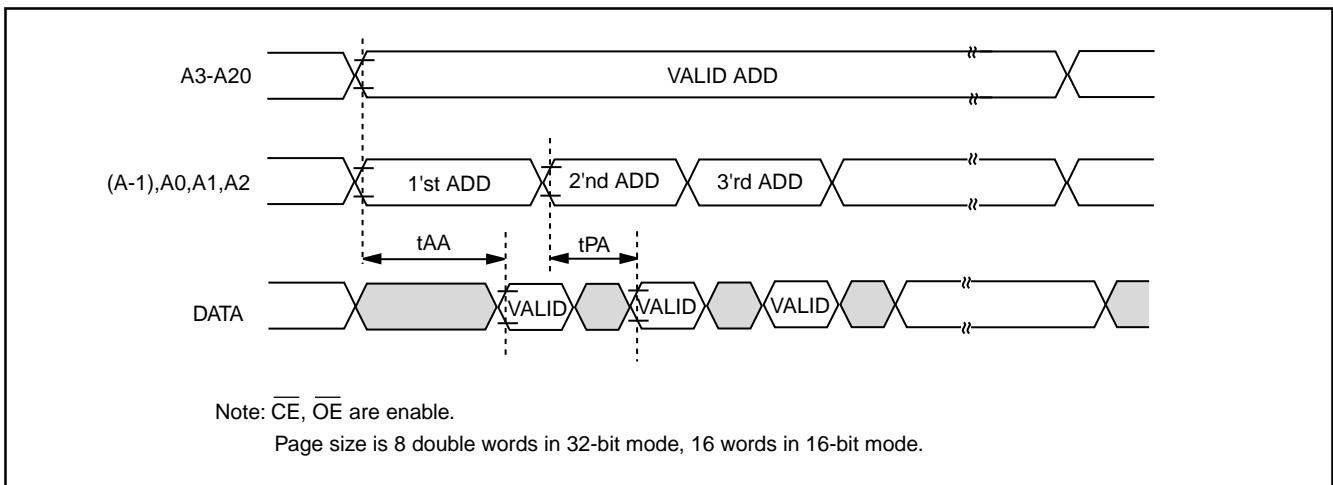 A3-A20
VALID ADD
(A-1),A0,A1,A2
1'st ADD
2'nd ADD
3'rd ADD
tAA
tPA
DATA
VALID
VALID
VALID
Note: CE, OE are enable.
Page size is 8 double words in 32-bit mode, 16 words in 16-bit mode.